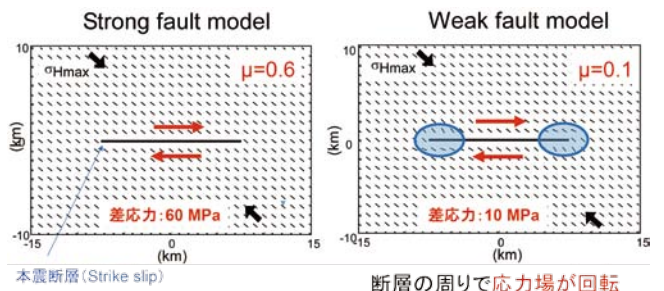 Strong fault model
Weak fault model
10
σHmax
μ=0.6
(km)
0
差応力:60 MPa
-10
-15
0
15
(km)
本震断層(Strike slip)
10
σHmax
μ=0.1
(km)
0
差応力:10 MPa
-10
-15
0
15
(km)
断層の周りで応力場が回転